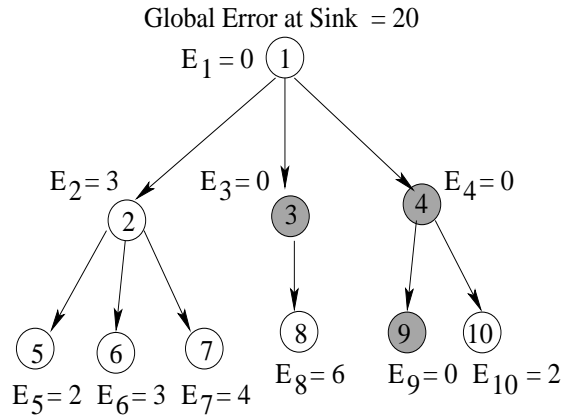 Global Error at Sink = 20
E1 = 0 1
E2 = 3 E3 = 0 E4 = 0
2 3 4
5 6 7 8 9 10
E5 = 2 E6 = 3 E7 = 4 E8 = 6 E9 = 0 E10 = 2